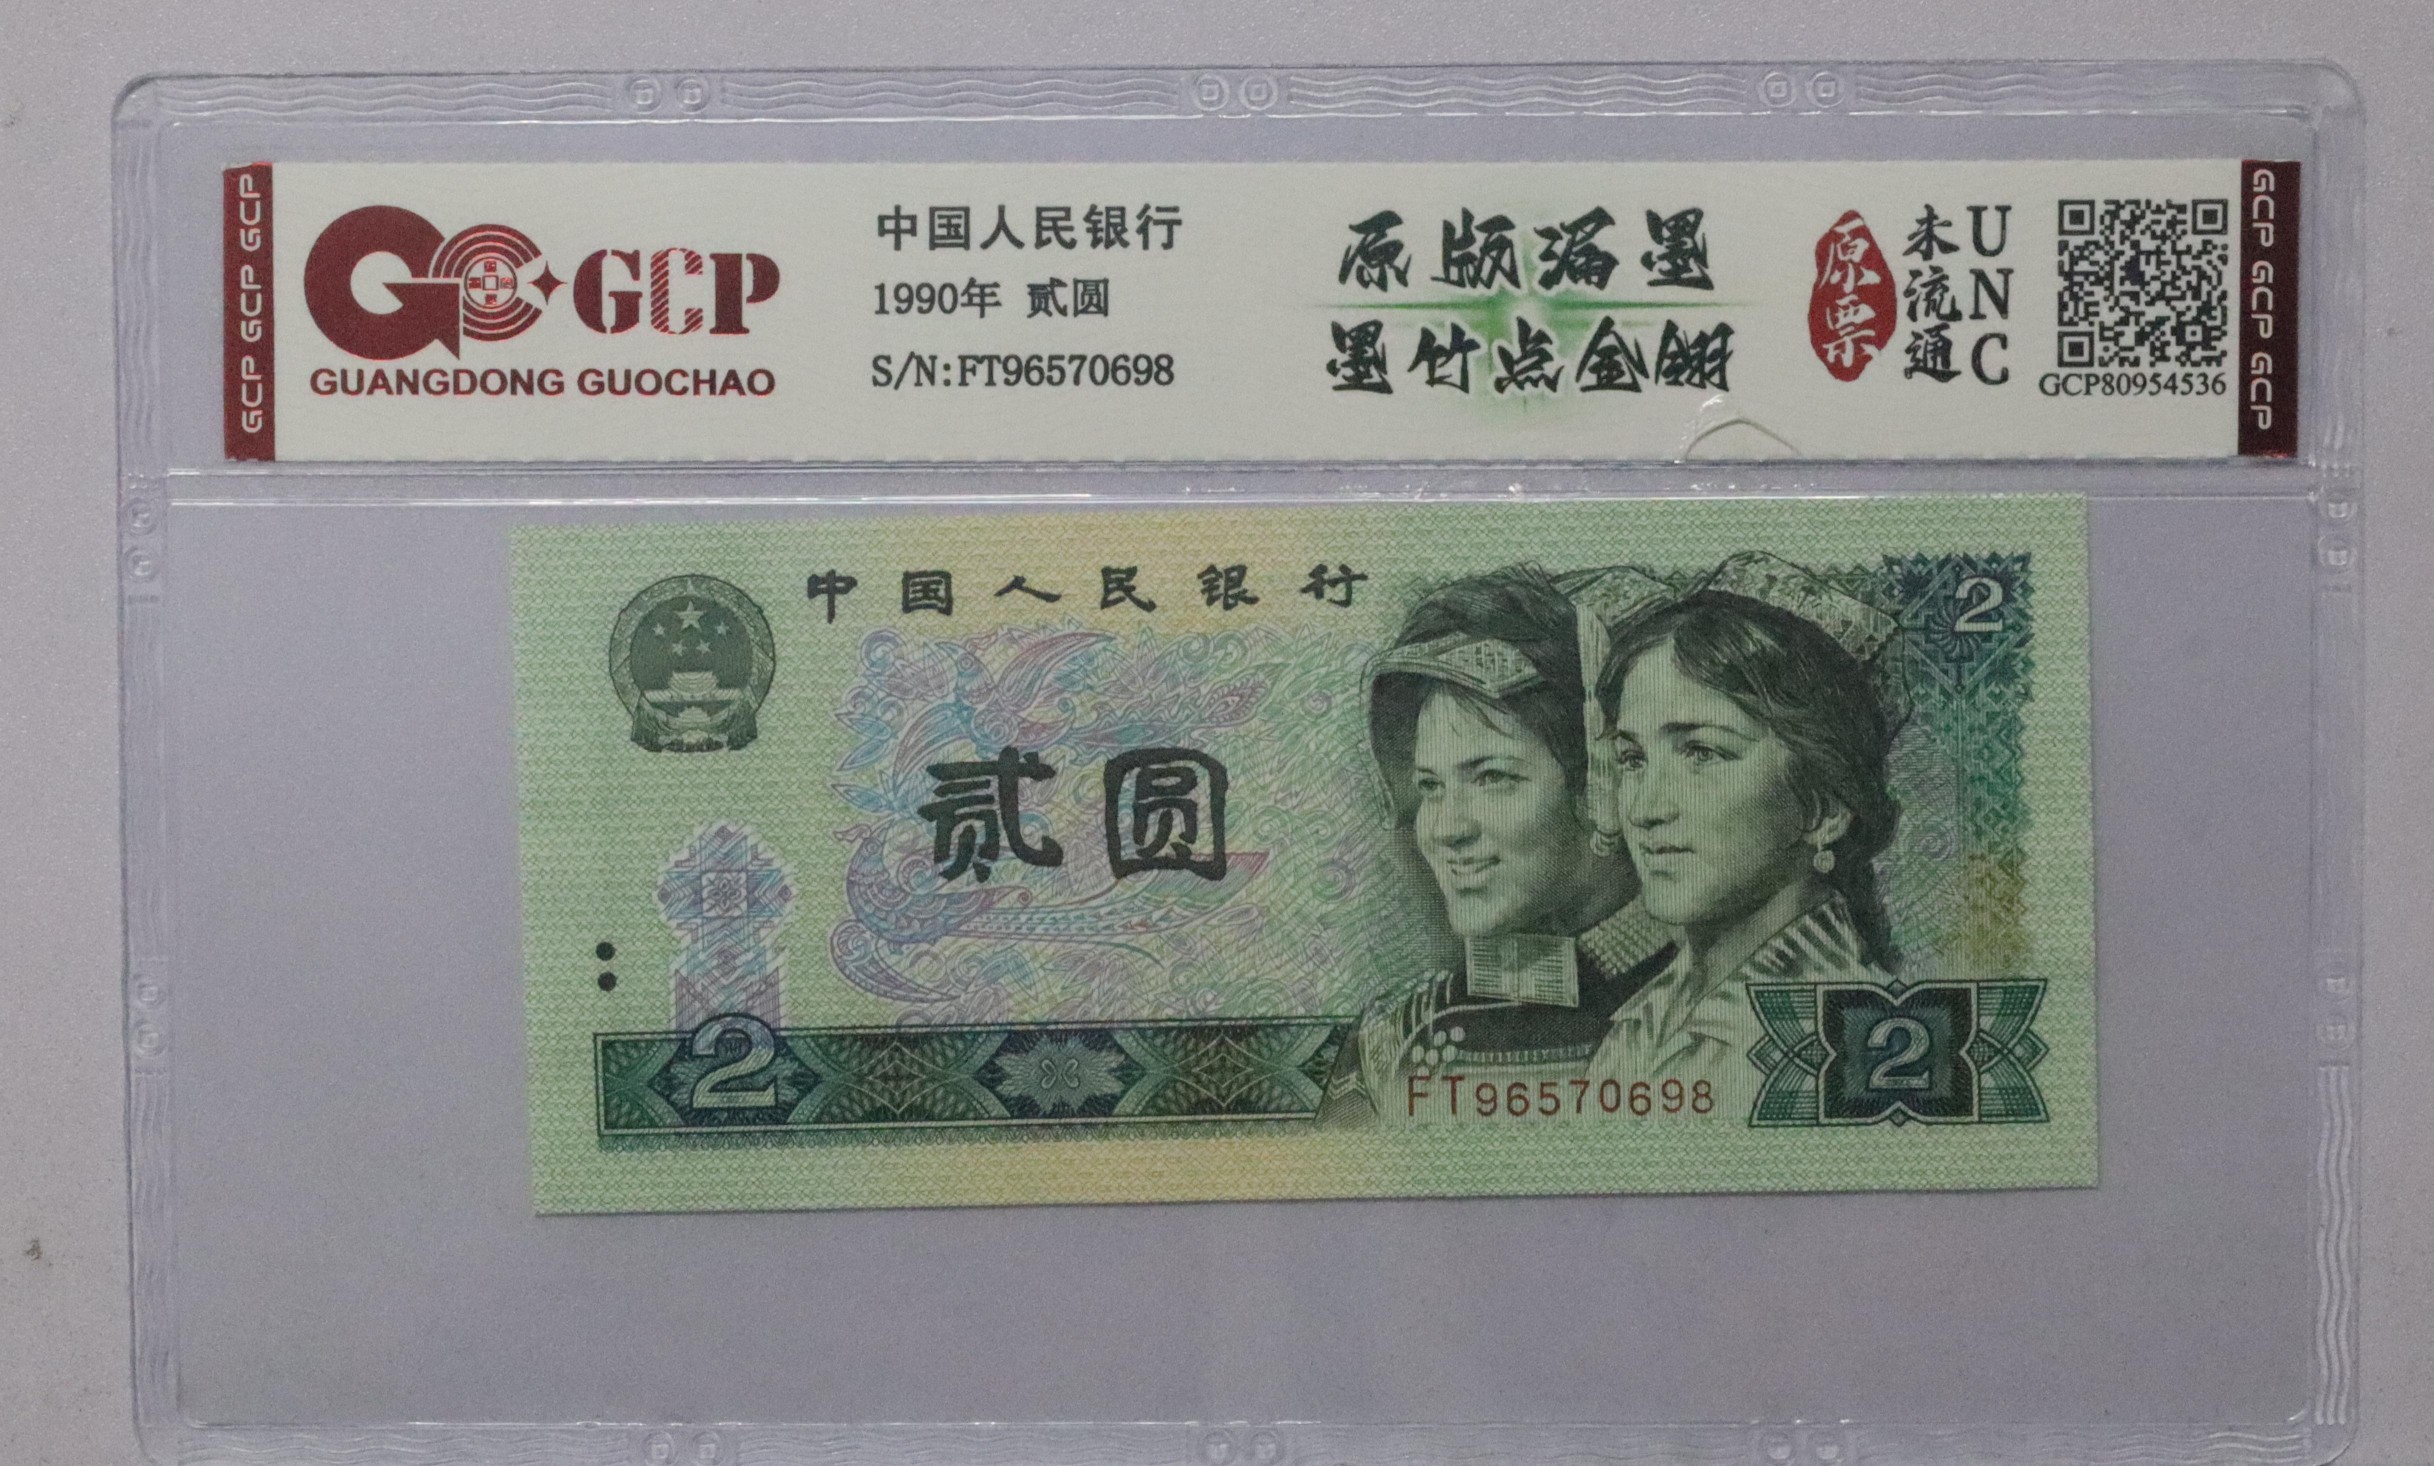 GCP GCP GCP
GCP
GUANGDONG GUOCHAO
中国人民银行
1990年 贰圆
S/N:FT96570698
原版漏墨
墨竹点金翎
原票
未流通
UNC
GCP80954536
GCP GCP GCP
中国人民银行
2
贰圆
2
FT96570698
2